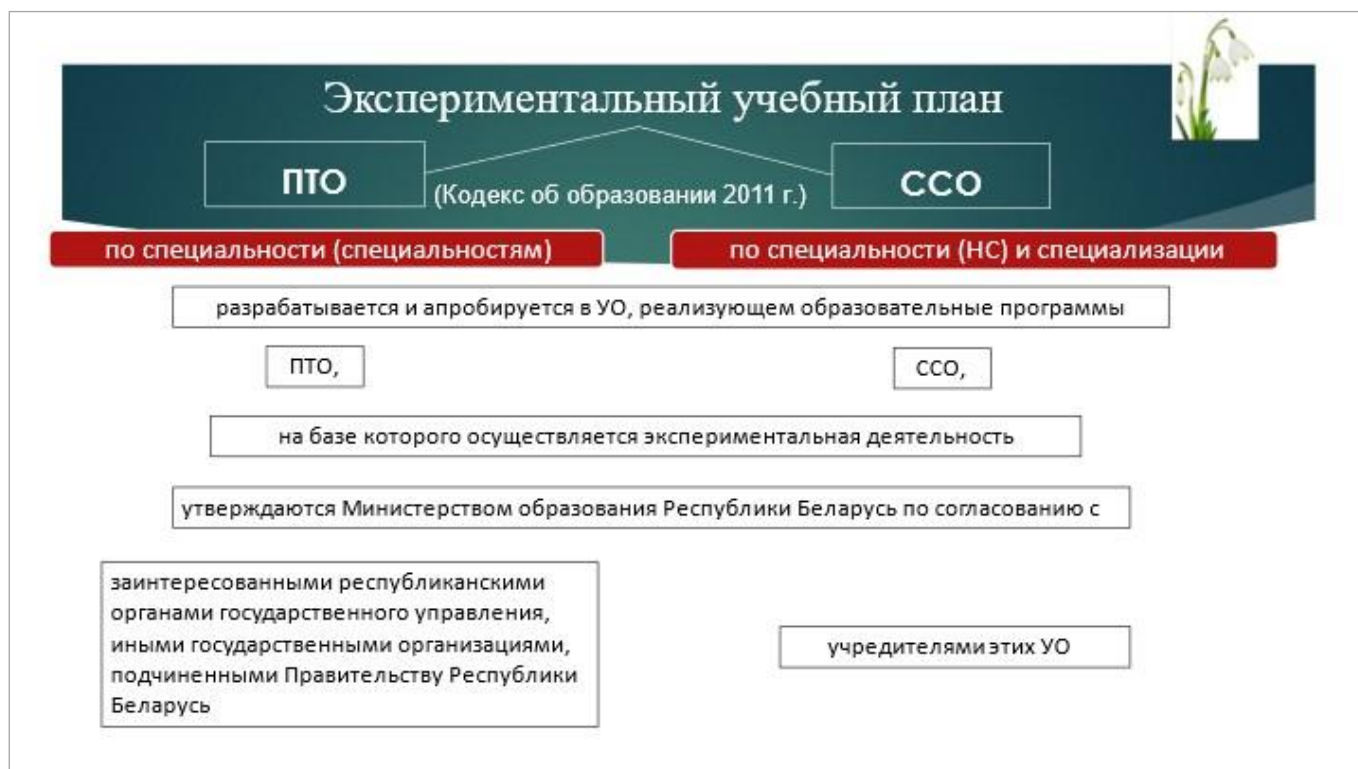 Экспериментальный учебный план
ПТО
(Кодекс об образовании 2011 г.)
ССО
по специальности (специальностям)
по специальности (НС) и специализации
разрабатывается и апробируется в УО, реализующем образовательные программы
ПТО,
ССО,
на базе которого осуществляется экспериментальная деятельность
утверждаются Министерством образования Республики Беларусь по согласованию с
заинтересованными республиканскими
органами государственного управления,
иными государственными организациями,
подчиненными Правительству Республики
Беларусь
учредителями этих УО